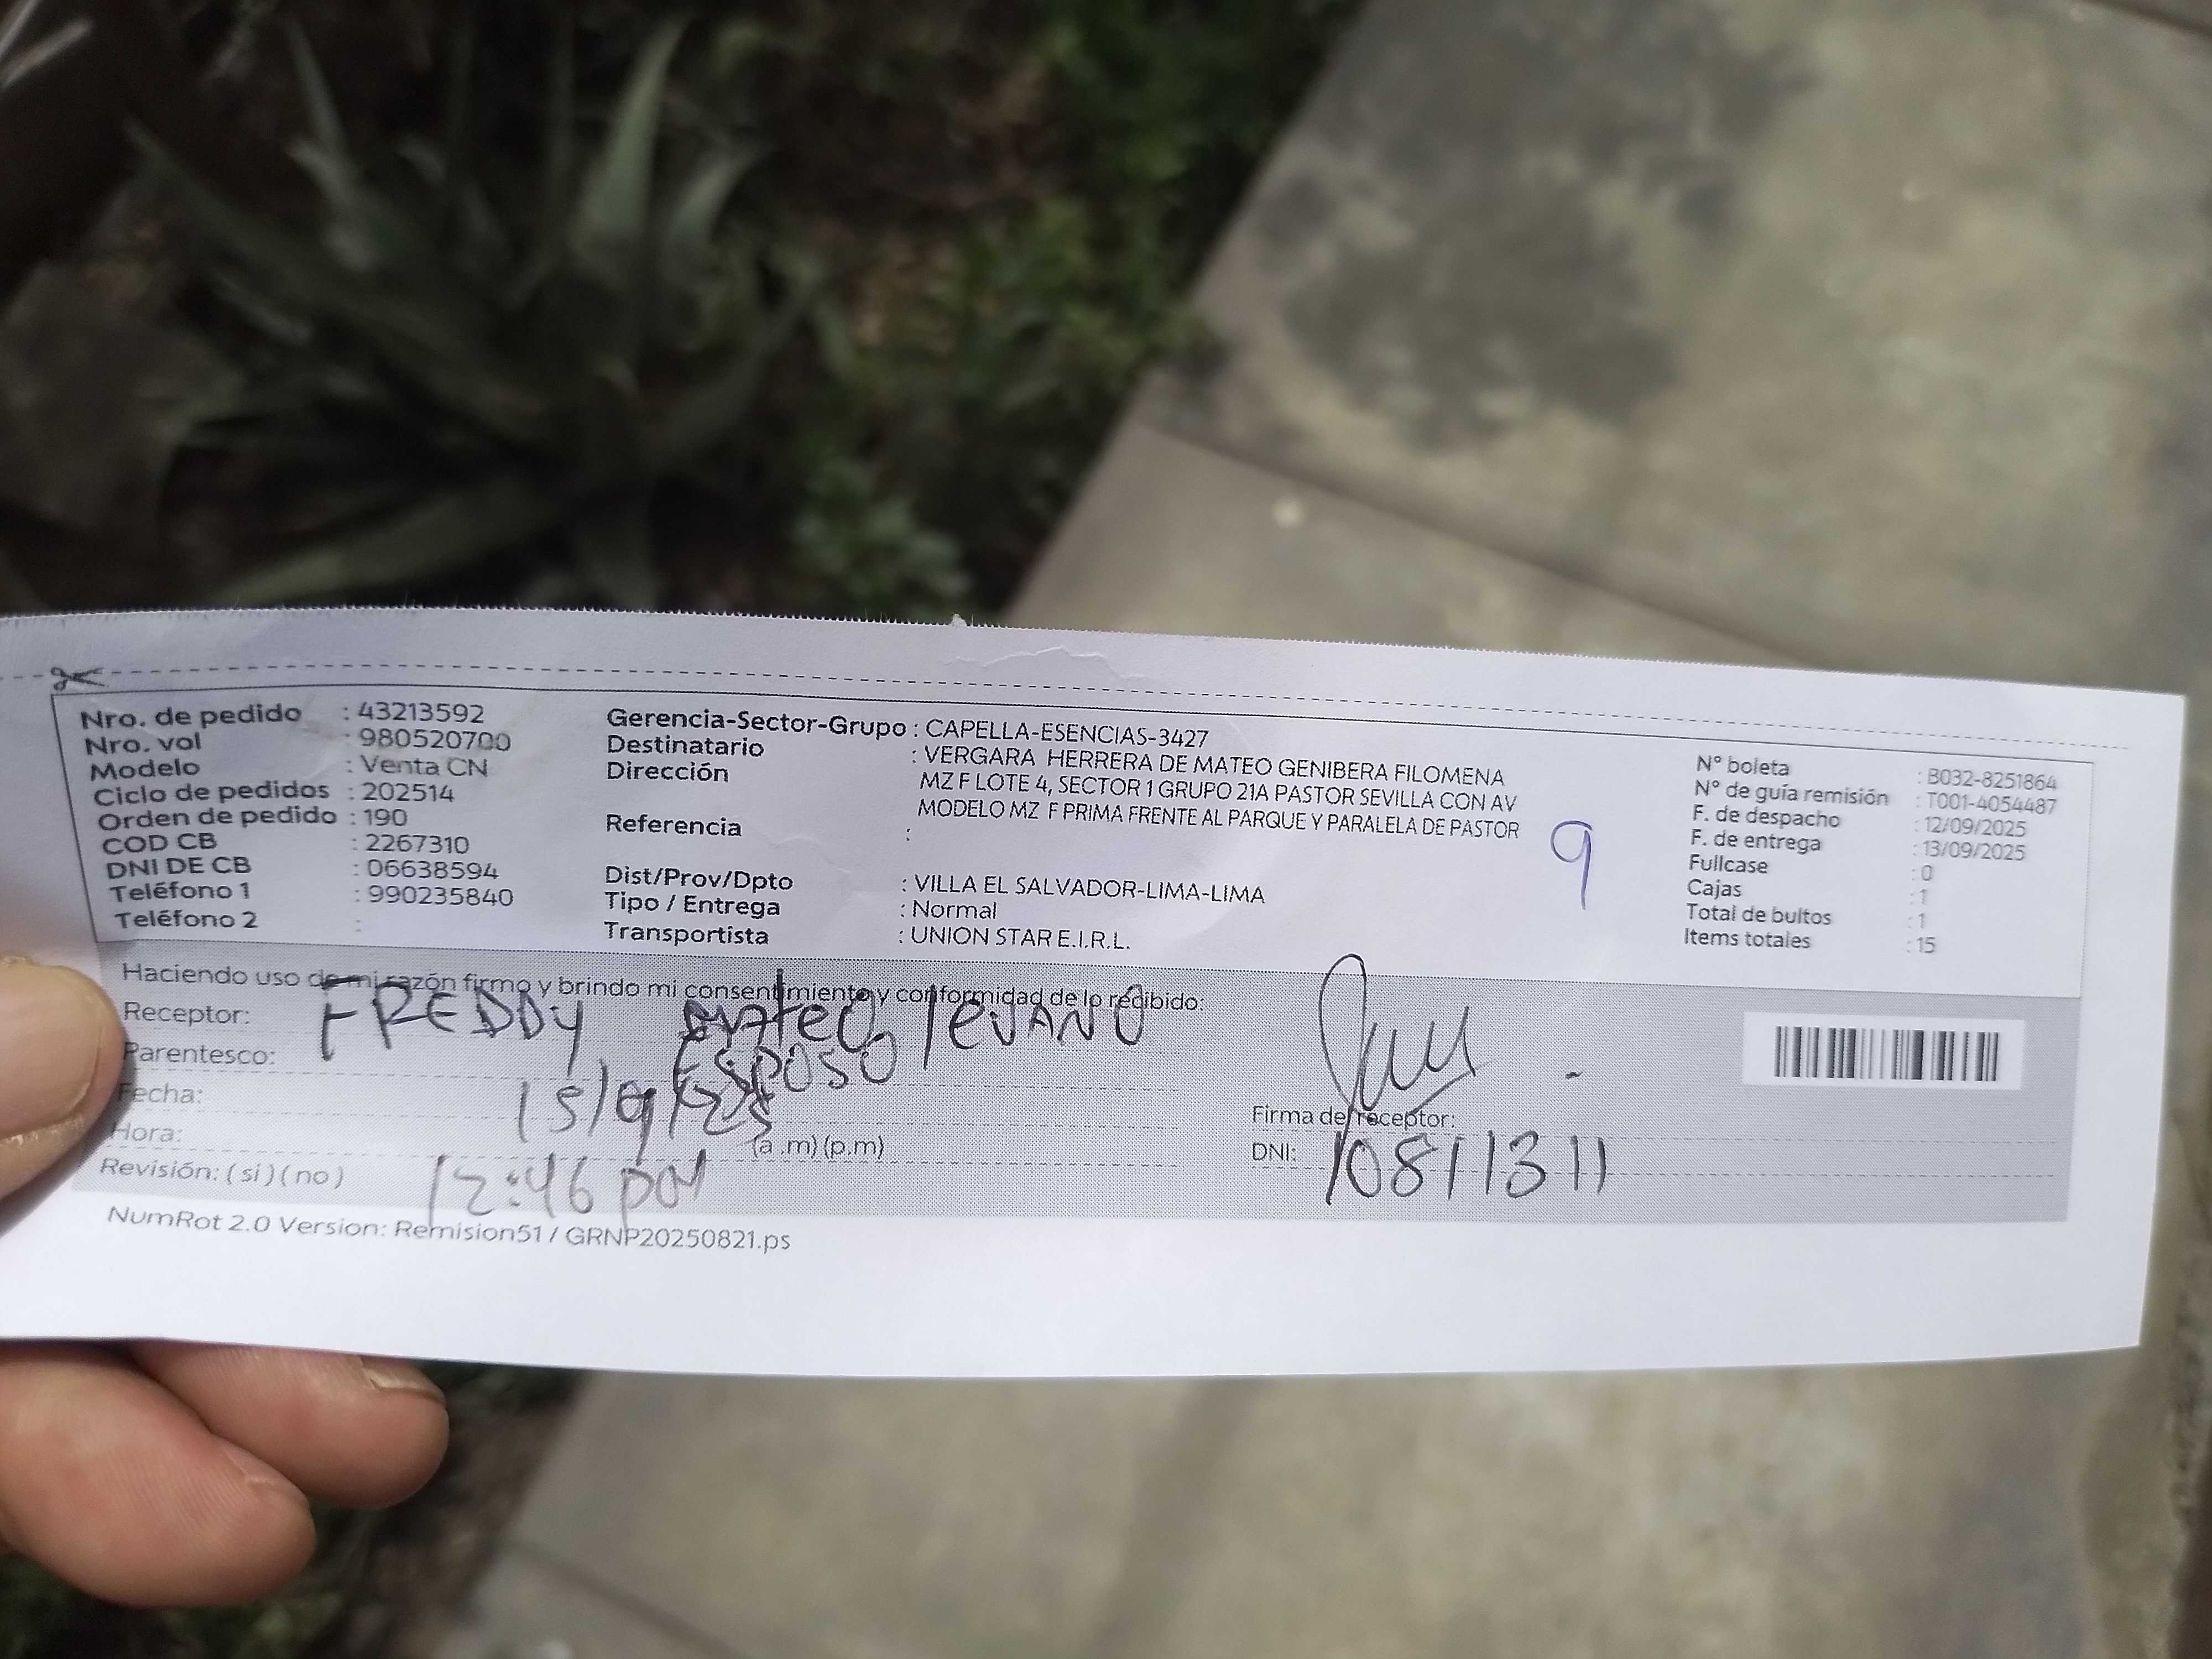 Nro. de pedido : 43213592
Nro. vol : 980520700
Modelo : Venta CN
Ciclo de pedidos : 202514
Orden de pedido : 190
COD CB : 2267310
DNI DE CB : 06638594
Teléfono 1 : 990235840
Teléfono 2 :
Gerencia-Sector-Grupo : CAPELLA-ESENCIAS-3427
Destinatario : VERGARA HERRERA DE MATEO GENIBERA FILOMENA
Dirección MZ F LOTE 4, SECTOR 1 GRUPO 21A PASTOR SEVILLA CON AV
MODELO MZ F PRIMA FRENTE AL PARQUE Y PARALELA DE PASTOR
Referencia :
Dist/Prov/Dpto : VILLA EL SALVADOR-LIMA-LIMA
Tipo / Entrega : Normal
Transportista : UNION STAR E.I.R.L.
9
N° boleta : B032-8251864
N° de guía remisión : T001-4054487
F. de despacho : 12/09/2025
F. de entrega : 13/09/2025
Fullcase : 0
Cajas : 1
Total de bultos : 1
Items totales : 15
Haciendo uso de mi razón firmo y brindo mi consentimiento y conformidad de lo recibido:
Receptor: FREDDY levANO
Parentesco: ESPOSO
Fecha: 15/9/25
Hora: 12:46 pm (a .m) (p.m)
Revisión: ( si ) ( no )
Firma de receptor:
DNI: 10811311
NumRot 2.0 Version: Remision51 / GRNP20250821.ps